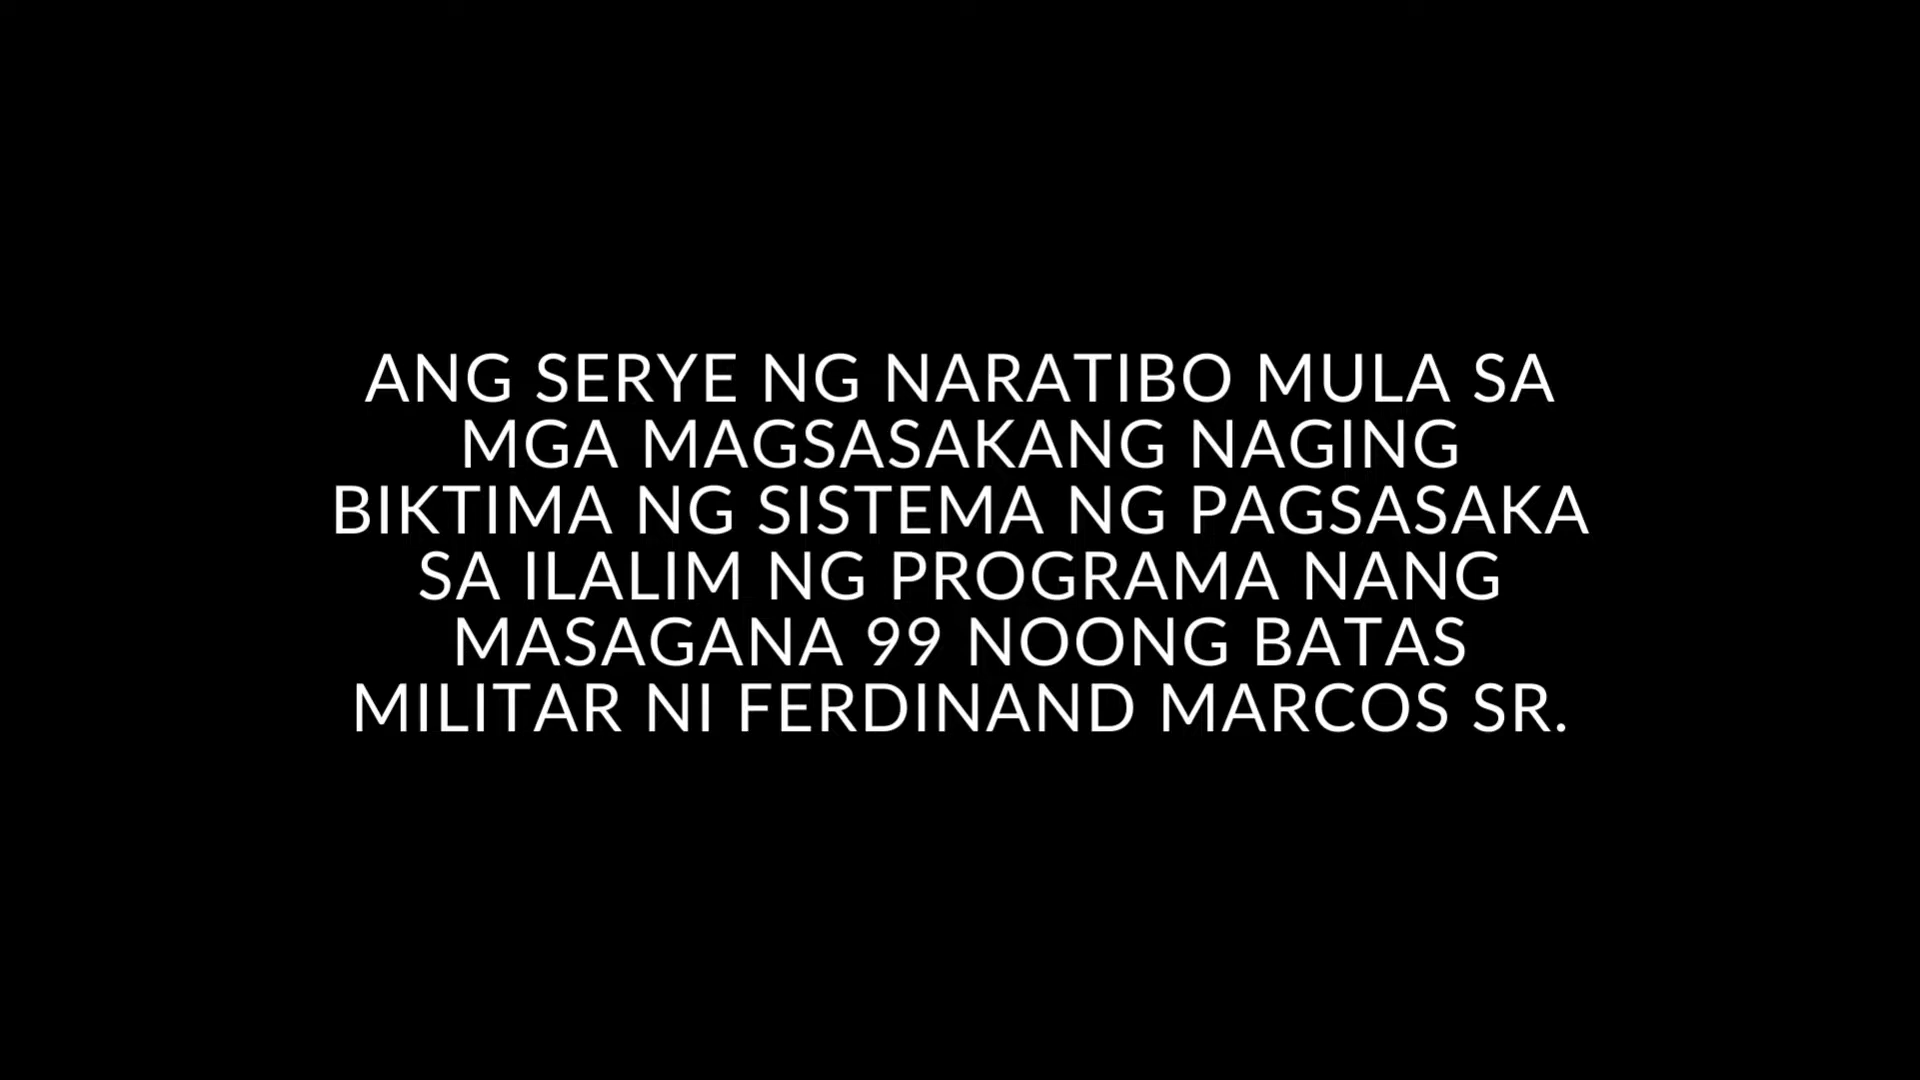 ANG SERYE NG NARATIBO MULA SA
MGA MAGSASAKANG NAGING
BIKTIMA NG SISTEMA NG PAGSASAKA
SA ILALIM NG PROGRAMA NANG
MASAGANA 99 NOONG BATAS
MILITAR NI FERDINAND MARCOS SR.